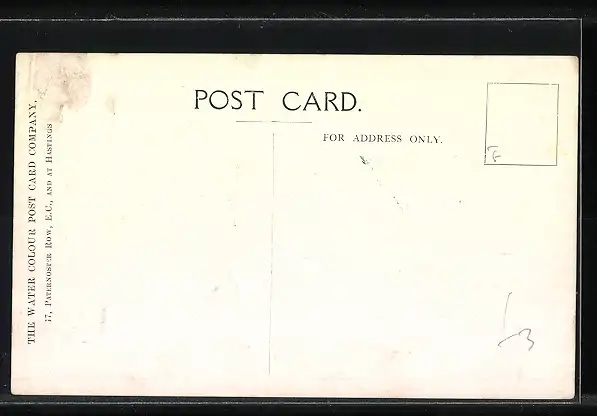 POST CARD.
FOR ADDRESS ONLY.
THE WATER COLOUR POST CARD COMPANY,
17, PATERNOSTER ROW, E.C., AND AT HASTINGS